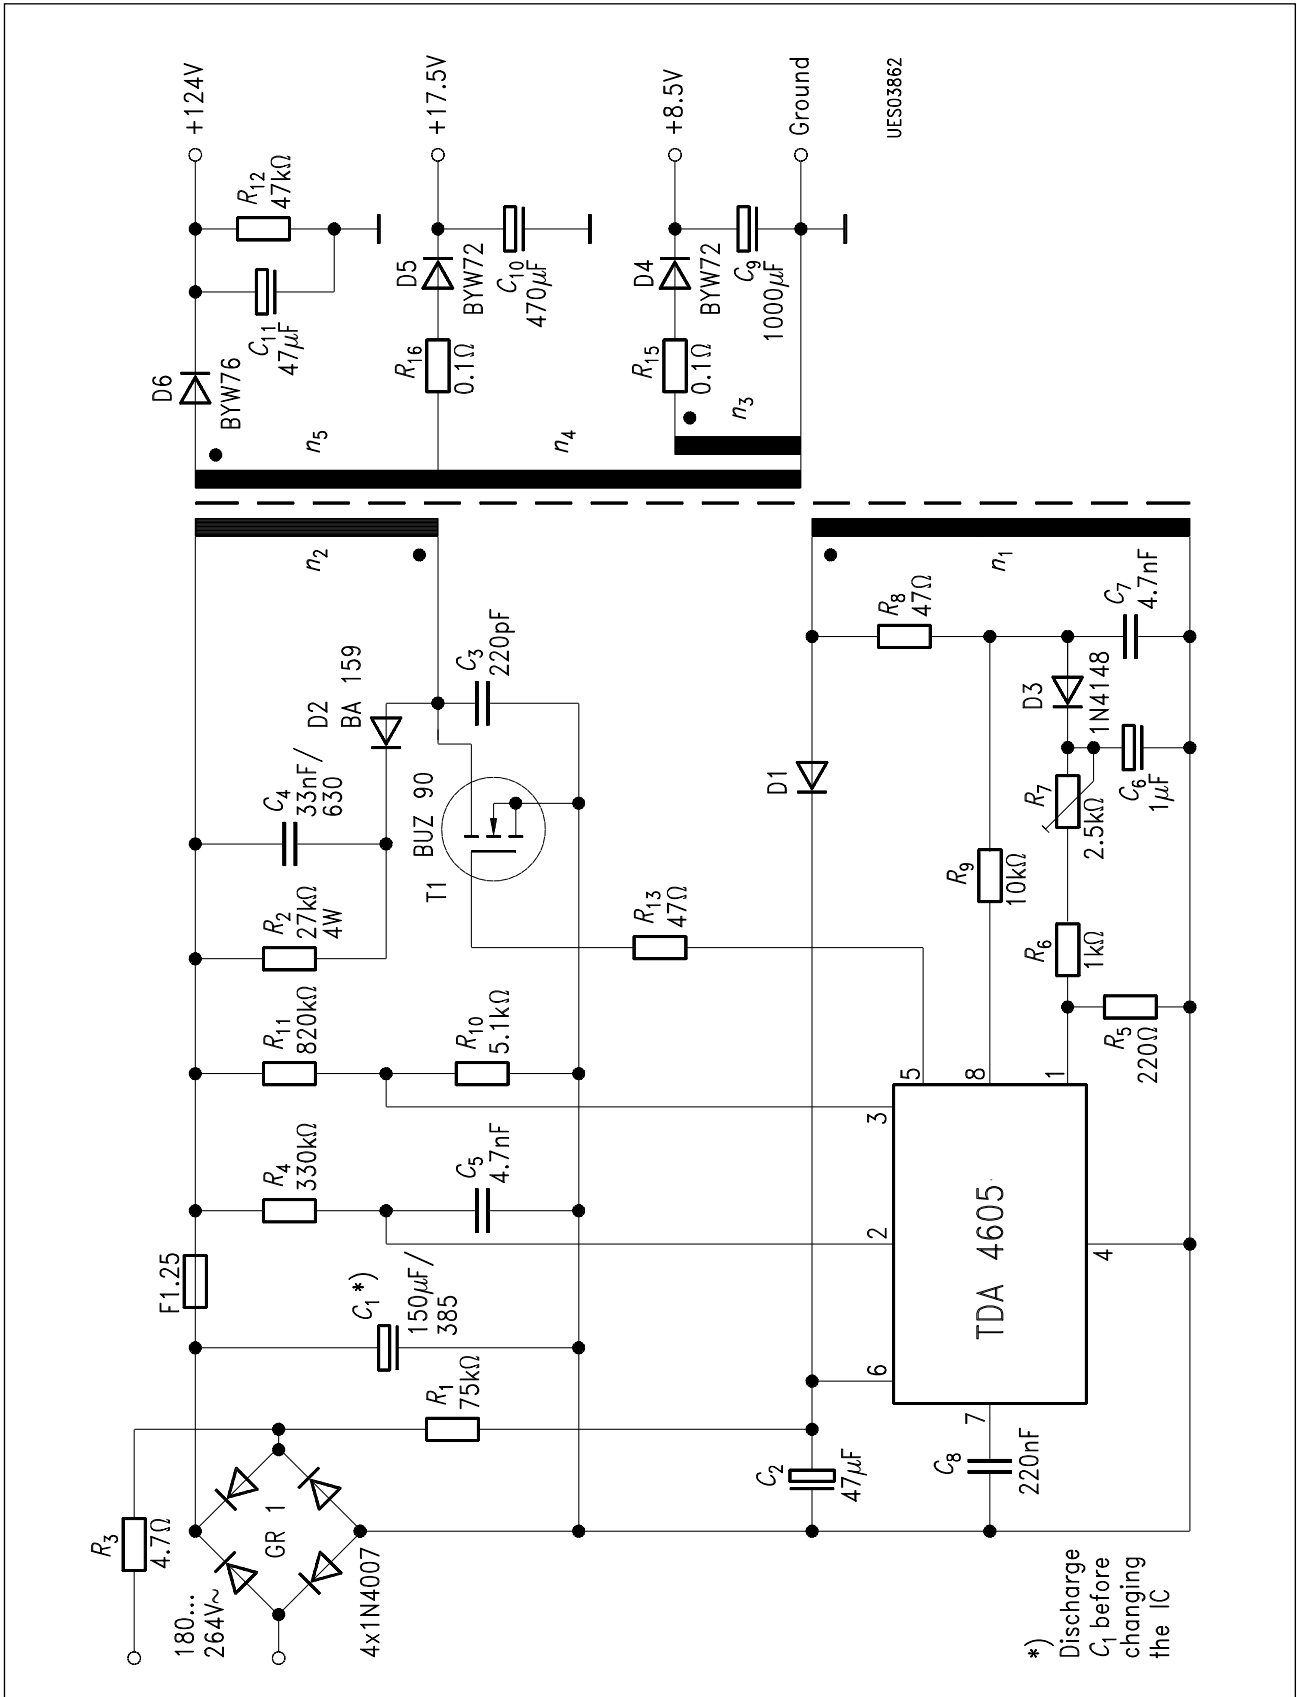 +124V
R12
47kΩ
C11
47µF
D6
BYW76
n5
+17.5V
D5
BYW72
C10
470µF
R16
0.1Ω
n4
+8.5V
D4
BYW72
C9
1000µF
R15
0.1Ω
n3
Ground
UES03862
n2
D2
BA 159
C3
220pF
C4
33nF/
630
BUZ 90
T1
R2
27kΩ
4W
R11
820kΩ
R10
5.1kΩ
R4
330kΩ
C5
4.7nF
F1.25
C1*)
150µF/
385
R1
75kΩ
R3
4.7Ω
GR 1
180...
264V~
4x1N4007
R13
47Ω
D1
n1
R8
47Ω
C7
4.7nF
D3
1N4148
C6
1µF
R7
2.5kΩ
R9
10kΩ
R6
1kΩ
R5
220Ω
5
8
1
3
2
6
4
7
TDA 4605
C2
47µF
C8
220nF
*)
Discharge
C1 before
changing
the IC